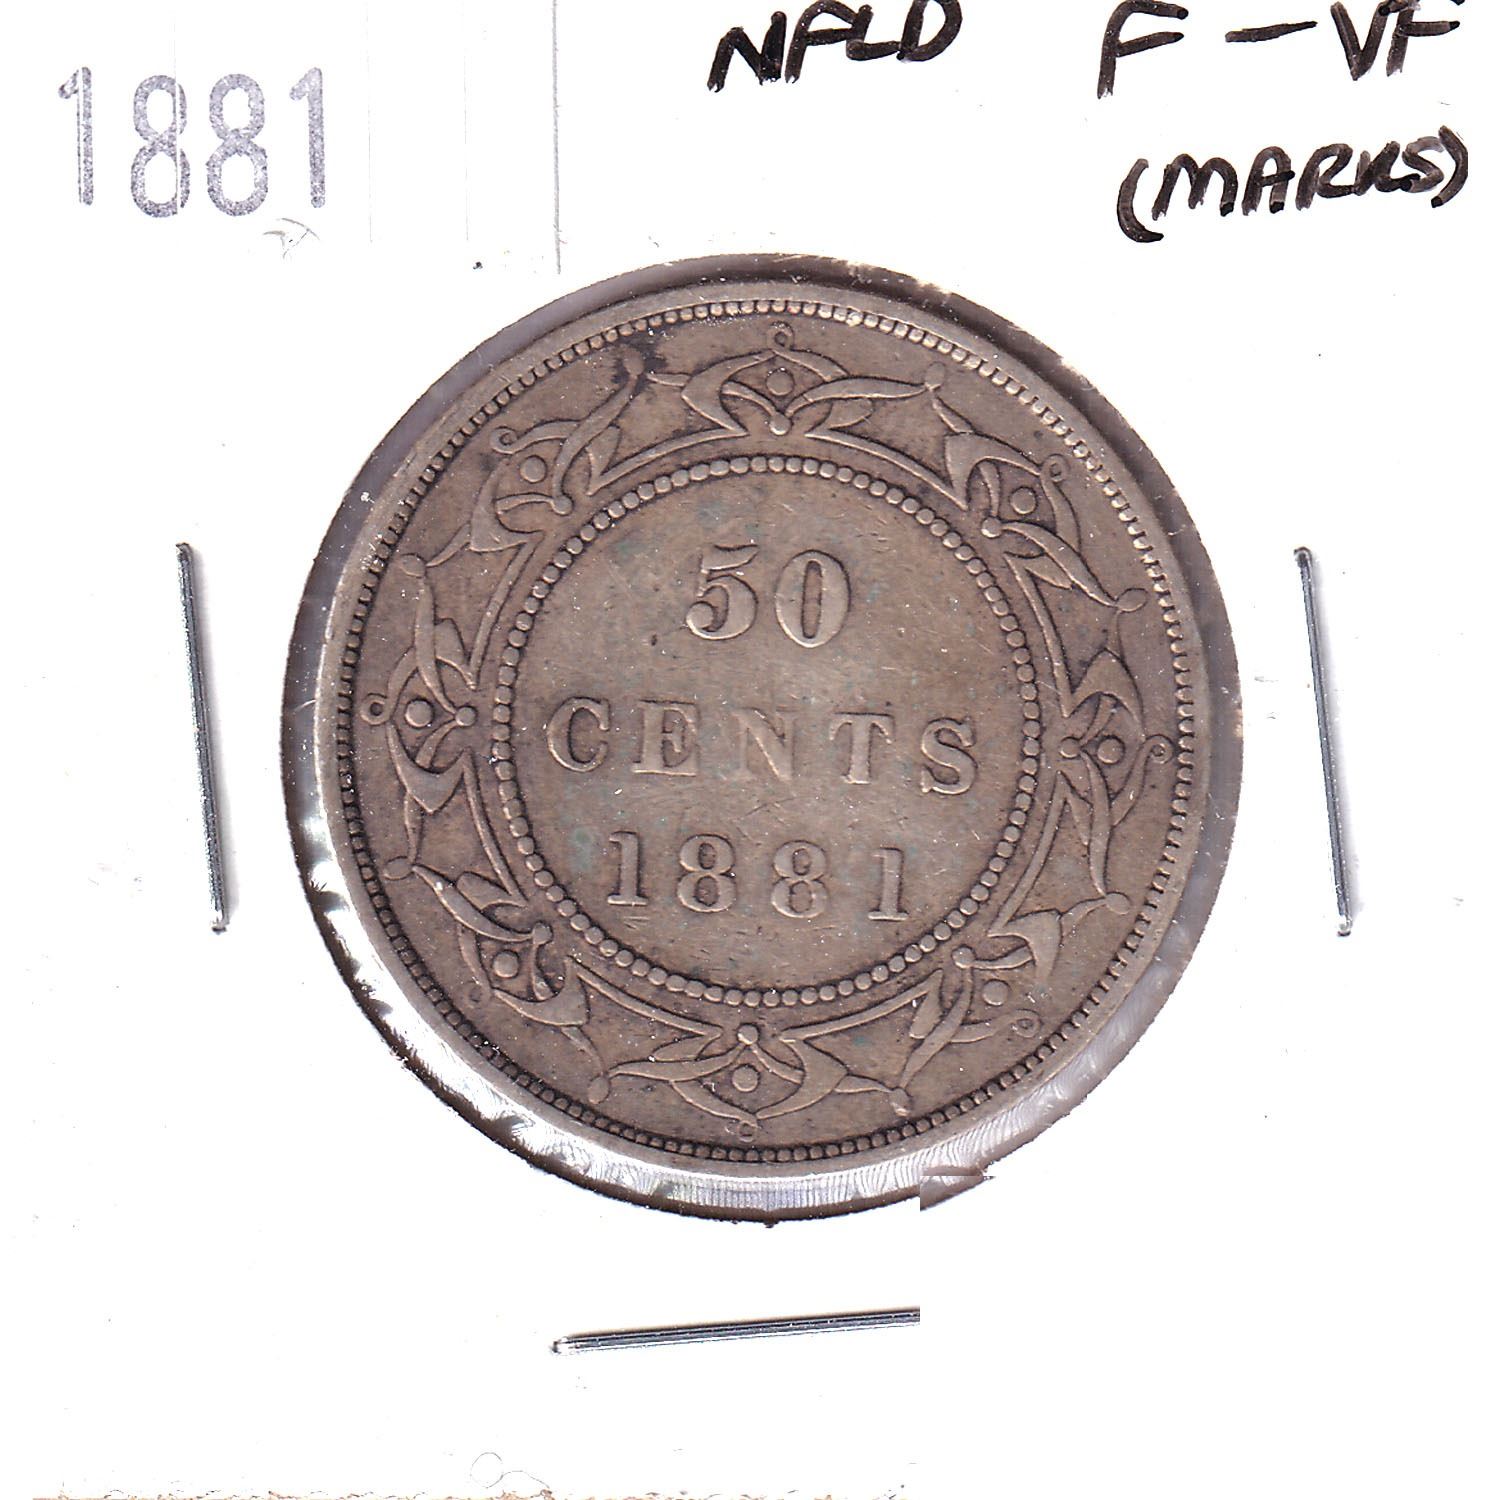 1881
NFLD F-VF
(MARKS)
50
CENTS
1881